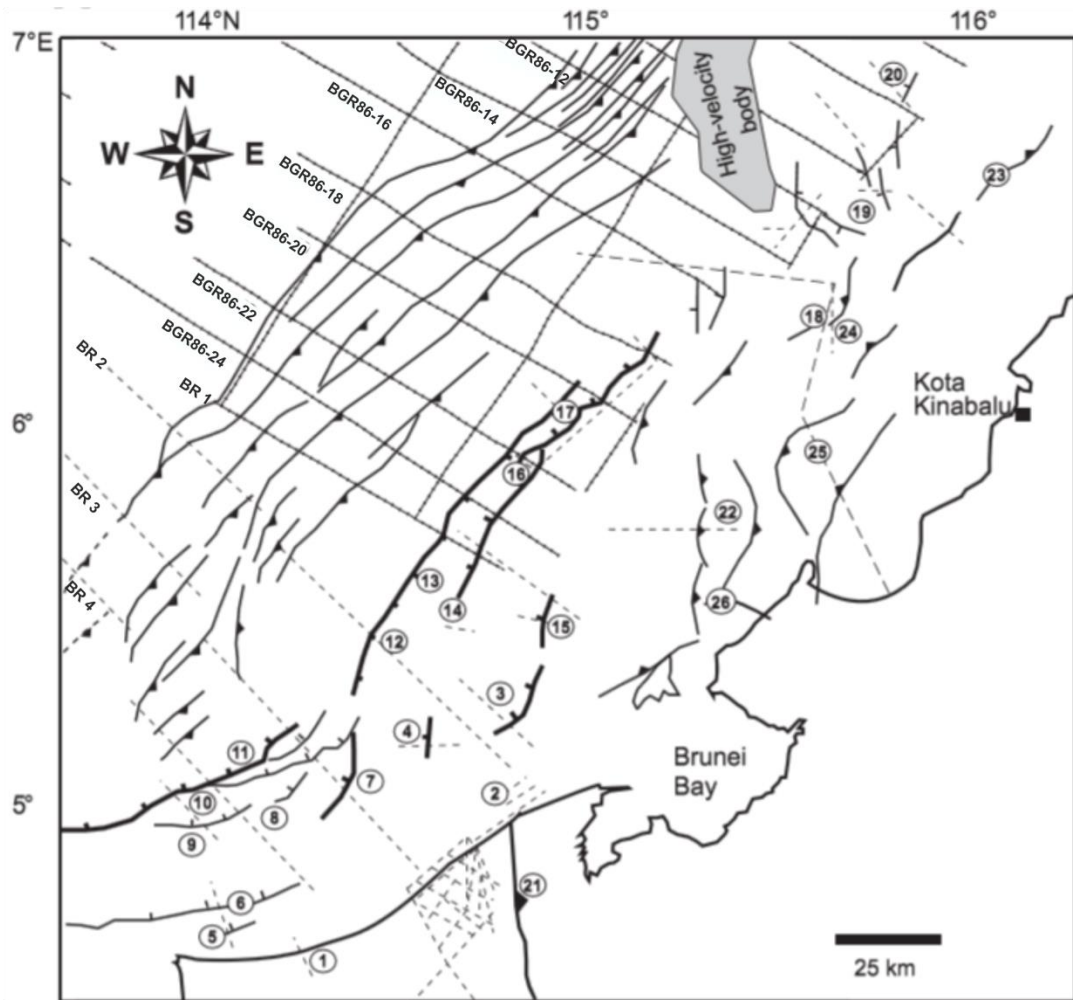 114°N 115° 116°
7°E
BGR86-12
20
BGR86-14
High-velocity
body
BGR86-16
N
W E
S
23
BGR86-18
19
BGR86-20
BGR86-22
18
24
BGR86-24
BR 2
BR 1
Kota
Kinabalu
6°
17
25
16
BR 3
22
13
BR 4
14
26
15
12
3
4
11
Brunei
Bay
7
2
5°
10
8
9
21
6
5
1
25 km